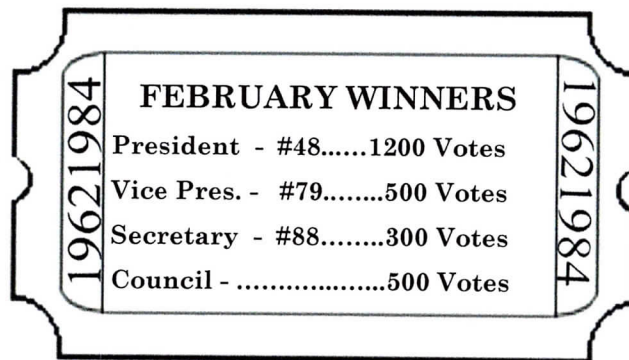 19621984
FEBRUARY WINNERS
President - #48......1200 Votes
Vice Pres. - #79........500 Votes
Secretary - #88........300 Votes
Council - ..................500 Votes
19621984